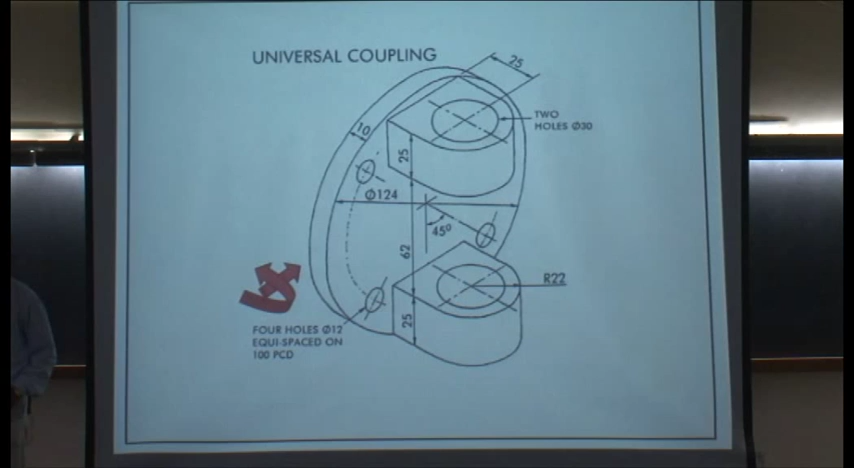 UNIVERSAL COUPLING
25
TWO
HOLES Ø30
10
25
Ø124
45º
62
R22
25
FOUR HOLES Ø12
EQUI-SPACED ON
100 PCD